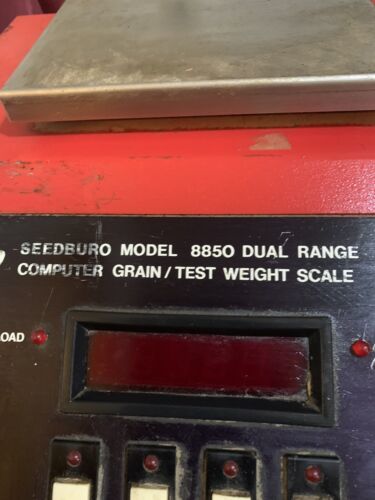 SEEDBURO MODEL 8850 DUAL RANGE
COMPUTER GRAIN/TEST WEIGHT SCALE
OAD